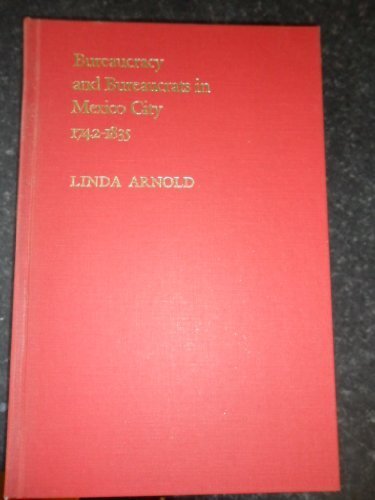 Bureaucracy
and Bureaucrats in
Mexico City
1742-1835
LINDA ARNOLD